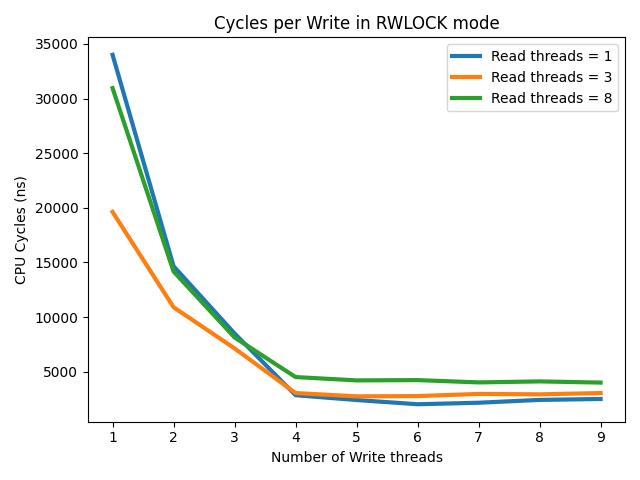 Cycles per Write in RWLOCK mode
Read threads = 1
Read threads = 3
Read threads = 8
CPU Cycles (ns)
35000
30000
25000
20000
15000
10000
5000
1 2 3 4 5 6 7 8 9
Number of Write threads